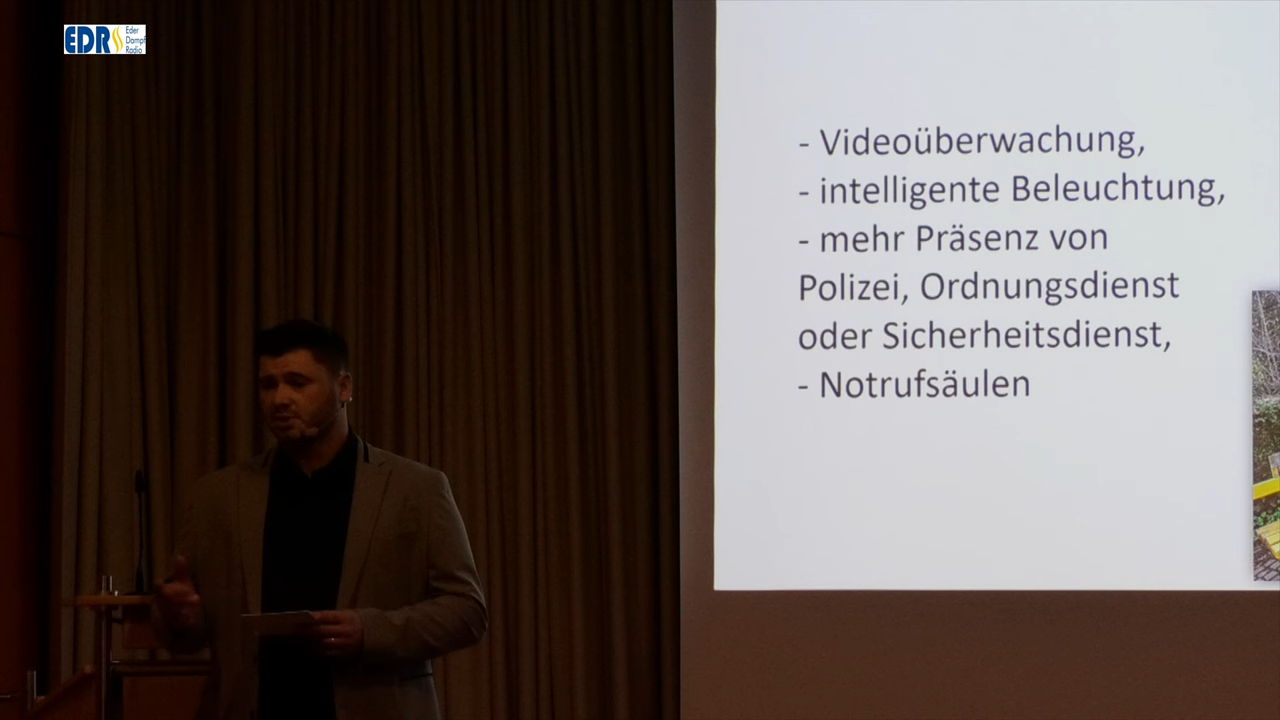 EDR
Eder
Dampf
Radio
- Videoüberwachung,
- intelligente Beleuchtung,
- mehr Präsenz von
Polizei, Ordnungsdienst
oder Sicherheitsdienst,
- Notrufsäulen